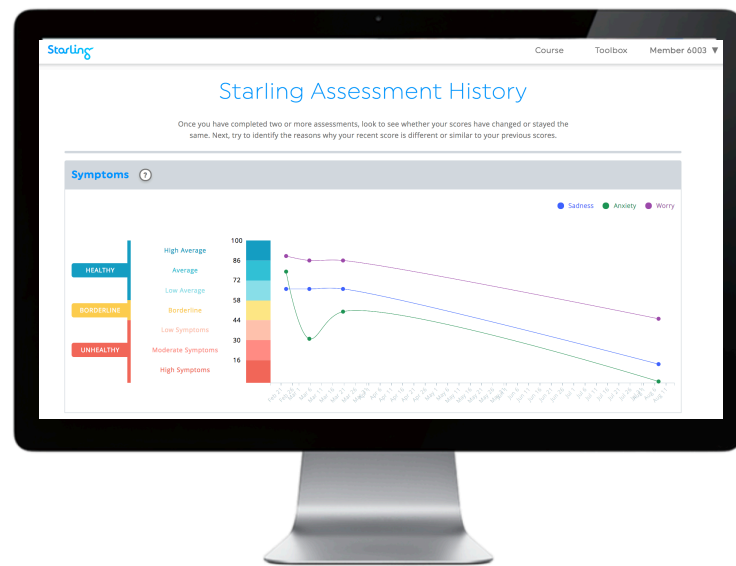 Starling
Course Toolbox Member 6003 ▼
Starling Assessment History
Once you have completed two or more assessments, look to see whether your scores have changed or stayed the
same. Next, try to identify the reasons why your recent score is different or similar to your previous scores.
Symptoms ?
Sadness Anxiety Worry
100
High Average
86
HEALTHY Average
72
Low Average
58
BORDERLINE Borderline
44
Low Symptoms
30
UNHEALTHY Moderate Symptoms
16
High Symptoms